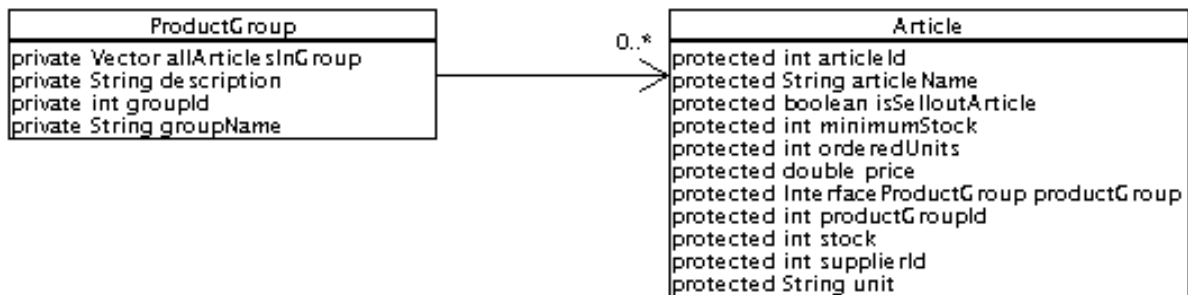 ProductGroup
private Vector allArticlesInGroup
private String description
private int groupId
private String groupName
0..*
Article
protected int articleId
protected String articleName
protected boolean isSelloutArticle
protected int minimumStock
protected int orderedUnits
protected double price
protected InterfaceProductGroup productGroup
protected int productGroupId
protected int stock
protected int supplierId
protected String unit